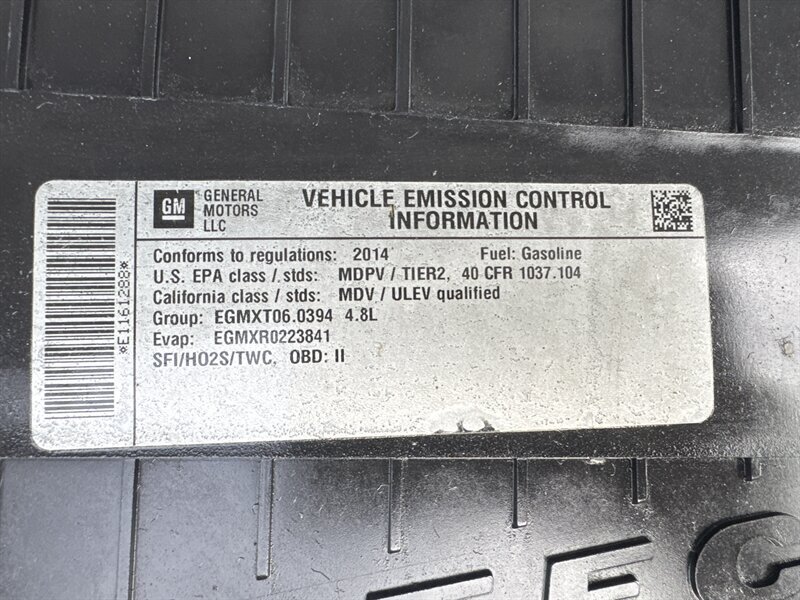 GM
GENERAL
MOTORS
LLC
VEHICLE EMISSION CONTROL
INFORMATION
Conforms to regulations: 2014 Fuel: Gasoline
U.S. EPA class / stds: MDPV / TIER2, 40 CFR 1037.104
California class / stds: MDV / ULEV qualified
Group: EGMXT06.0394 4.8L
Evap: EGMXR0223841
SFI/HO2S/TWC, OBD: II
*E1161288*